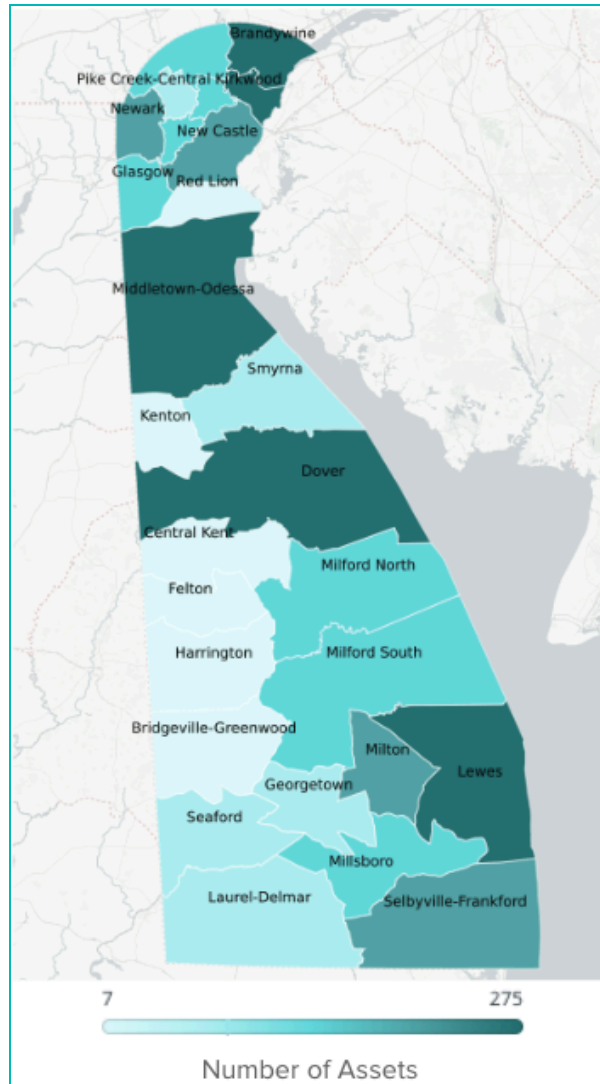 Brandywine
Pike Creek-Central Kirkwood
Newark
New Castle
Glasgow
Red Lion
Middletown-Odessa
Smyrna
Kenton
Dover
Central Kent
Milford North
Felton
Harrington
Milford South
Bridgeville-Greenwood
Milton
Lewes
Georgetown
Seaford
Millsboro
Laurel-Delmar
Selbyville-Frankford
7 275
Number of Assets